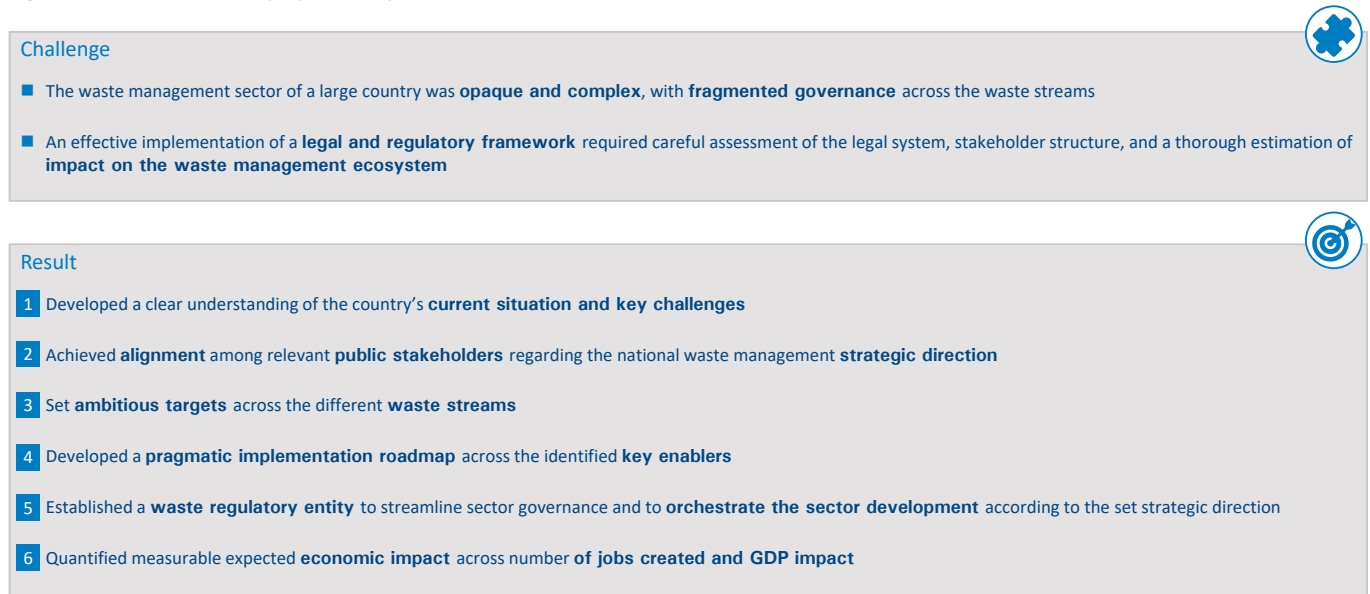 Challenge
The waste management sector of a large country was opaque and complex, with fragmented governance across the waste streams
An effective implementation of a legal and regulatory framework required careful assessment of the legal system, stakeholder structure, and a thorough estimation of
impact on the waste management ecosystem
Result
1 Developed a clear understanding of the country's current situation and key challenges
2 Achieved alignment among relevant public stakeholders regarding the national waste management strategic direction
3 Set ambitious targets across the different waste streams
4 Developed a pragmatic implementation roadmap across the identified key enablers
5 Established a waste regulatory entity to streamline sector governance and to orchestrate the sector development according to the set strategic direction
6 Quantified measurable expected economic impact across number of jobs created and GDP impact